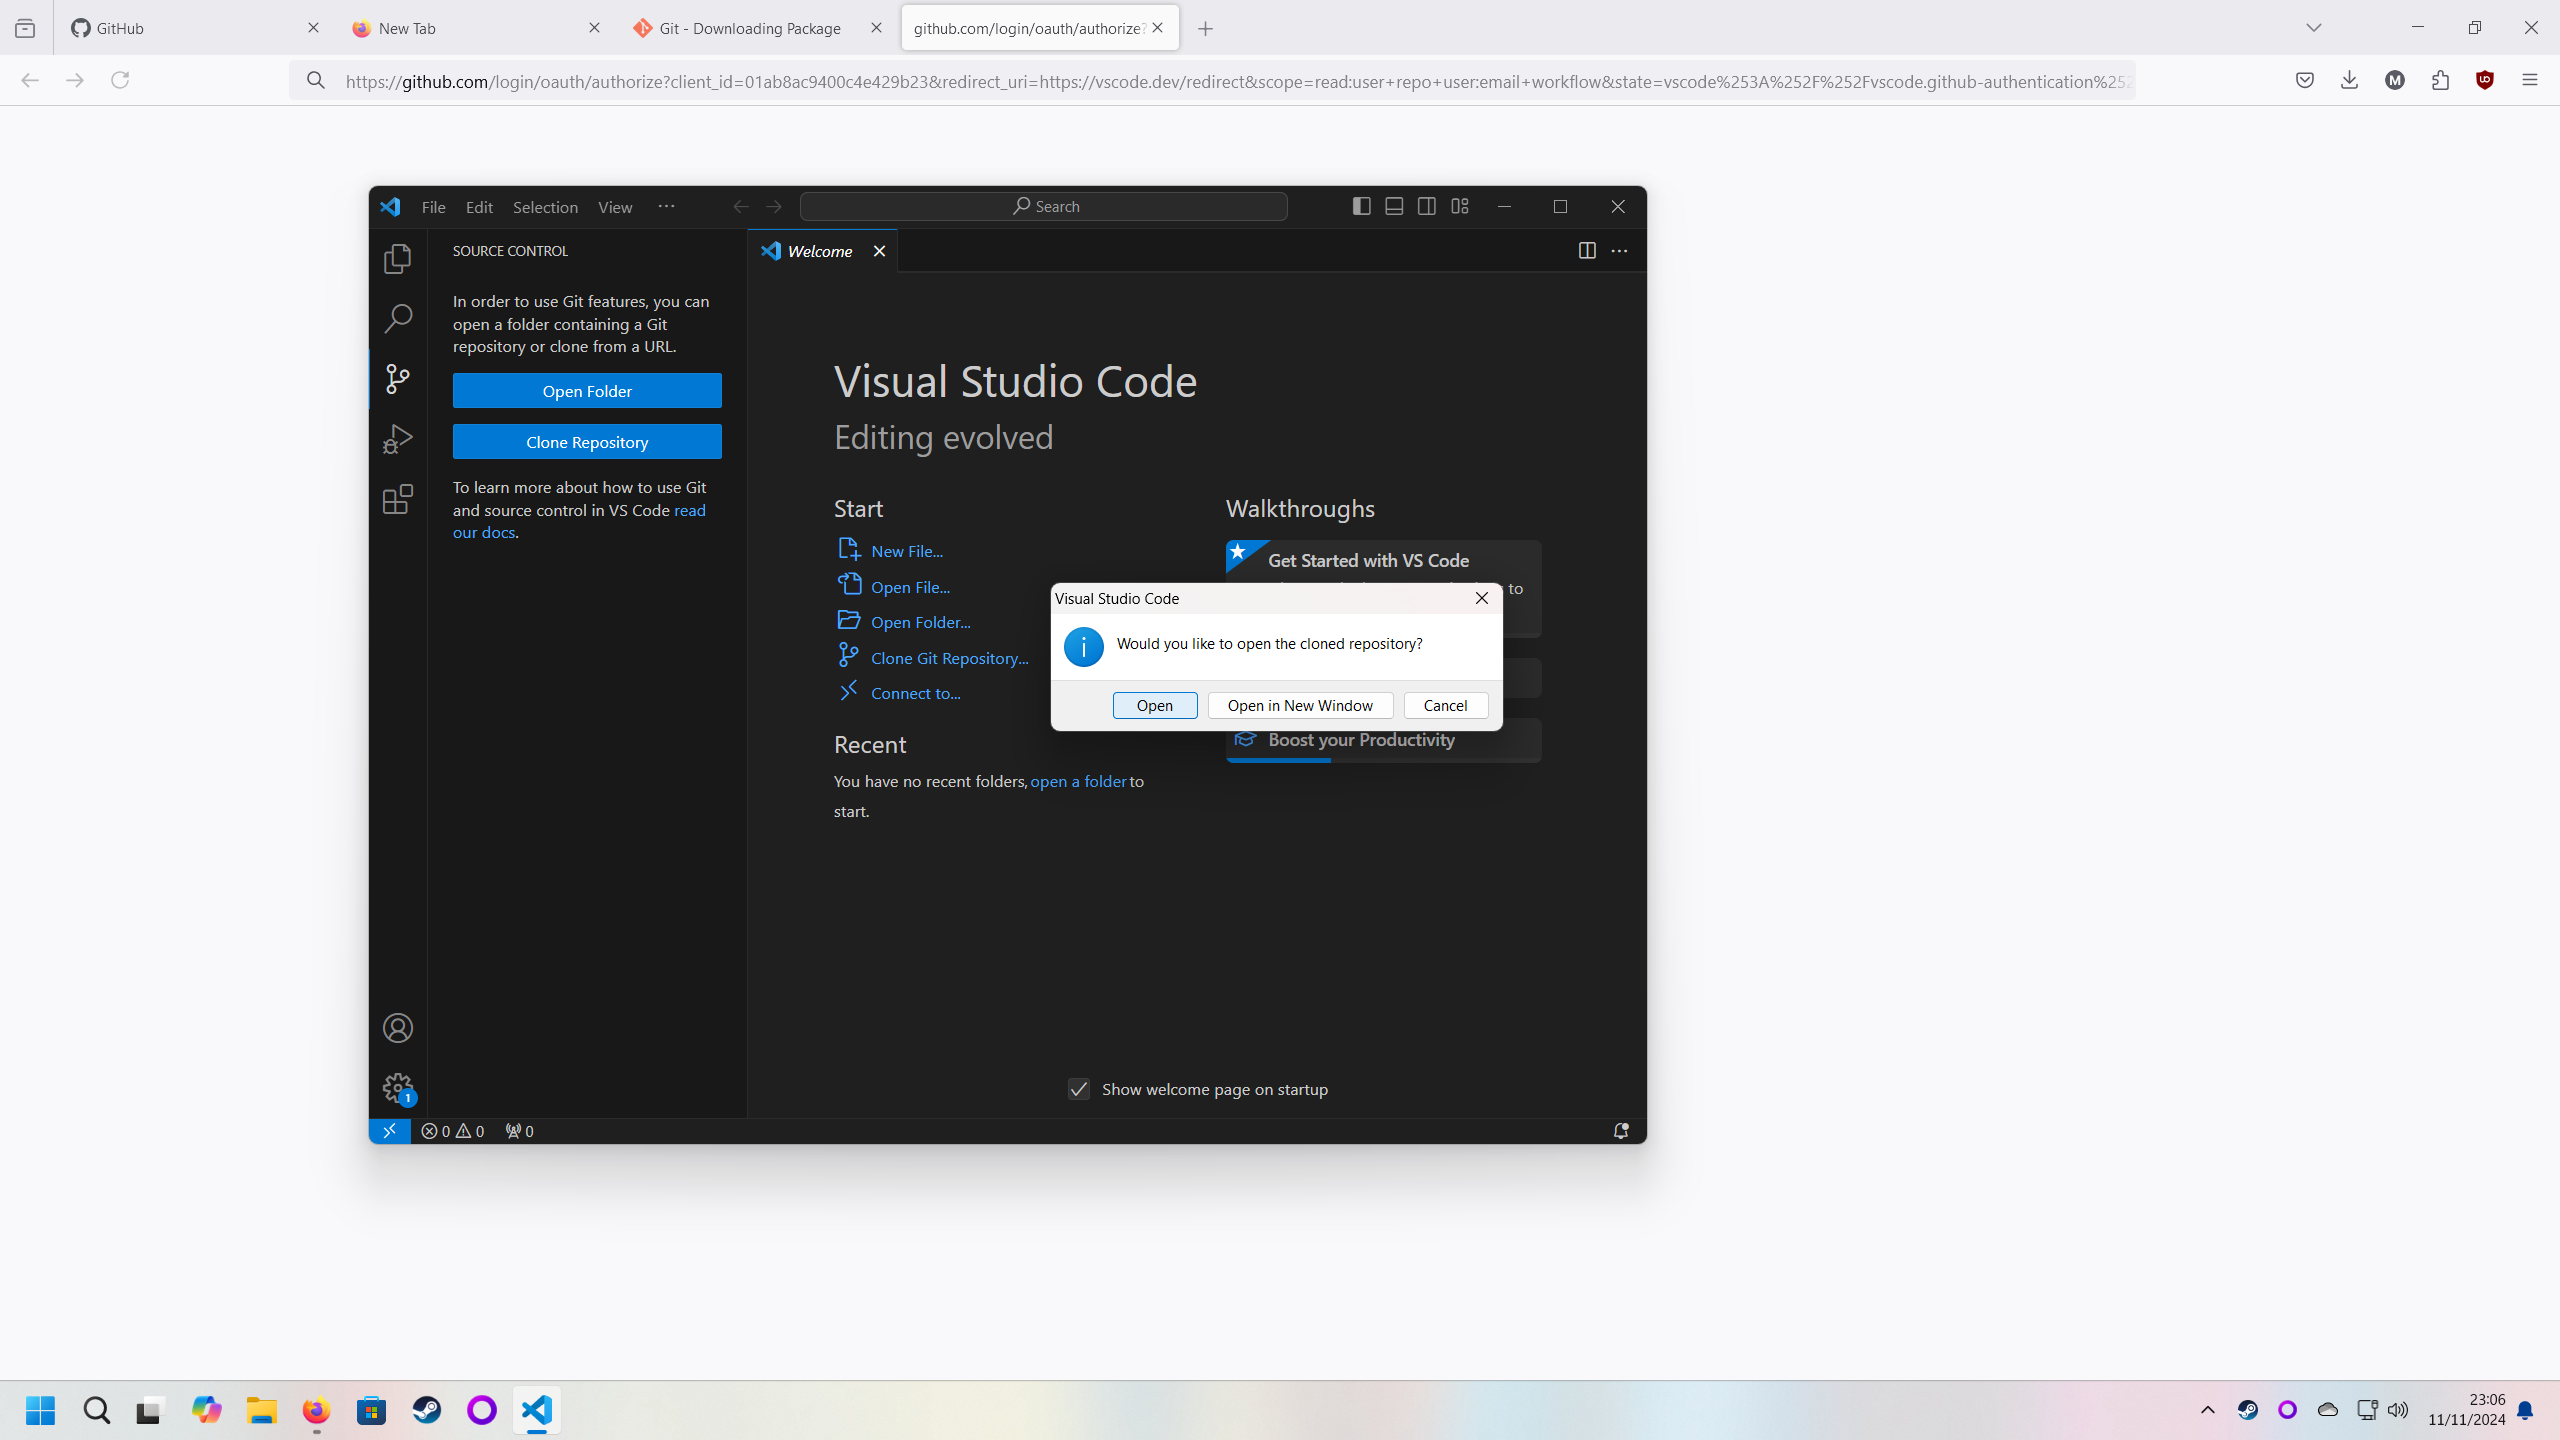 GitHub
New Tab
Git - Downloading Package
github.com/login/oauth/authorize?
https://github.com/login/oauth/authorize?client_id=01ab8ac9400c4e429b23&redirect_uri=https://vscode.dev/redirect&scope=read:user+repo+user:email+workflow&state=vscode%253A%252F%252Fvscode.github-authentication%252
File Edit Selection View ···
Search
SOURCE CONTROL
In order to use Git features, you can
open a folder containing a Git
repository or clone from a URL.
Open Folder
Clone Repository
To learn more about how to use Git
and source control in VS Code read
our docs.
Welcome
Visual Studio Code
Editing evolved
Start
New File...
Open File...
Open Folder...
Clone Git Repository...
Connect to...
Recent
You have no recent folders, open a folder to
start.
Walkthroughs
Get Started with VS Code
to
Boost your Productivity
Visual Studio Code
Would you like to open the cloned repository?
Open
Open in New Window
Cancel
Show welcome page on startup
1
0 0 0
23:06
11/11/2024